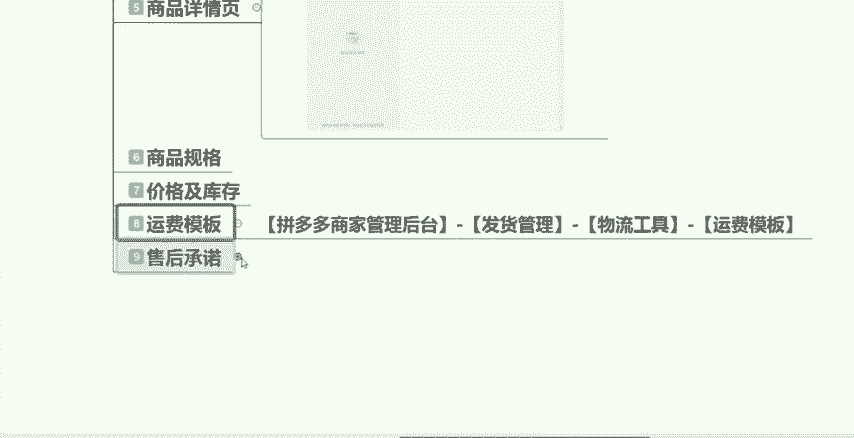 5 商品详情页
6 商品规格
7 价格及库存
8 运费模板
【拼多多商家管理后台】-【发货管理】-【物流工具】-【运费模板】
9 售后承诺